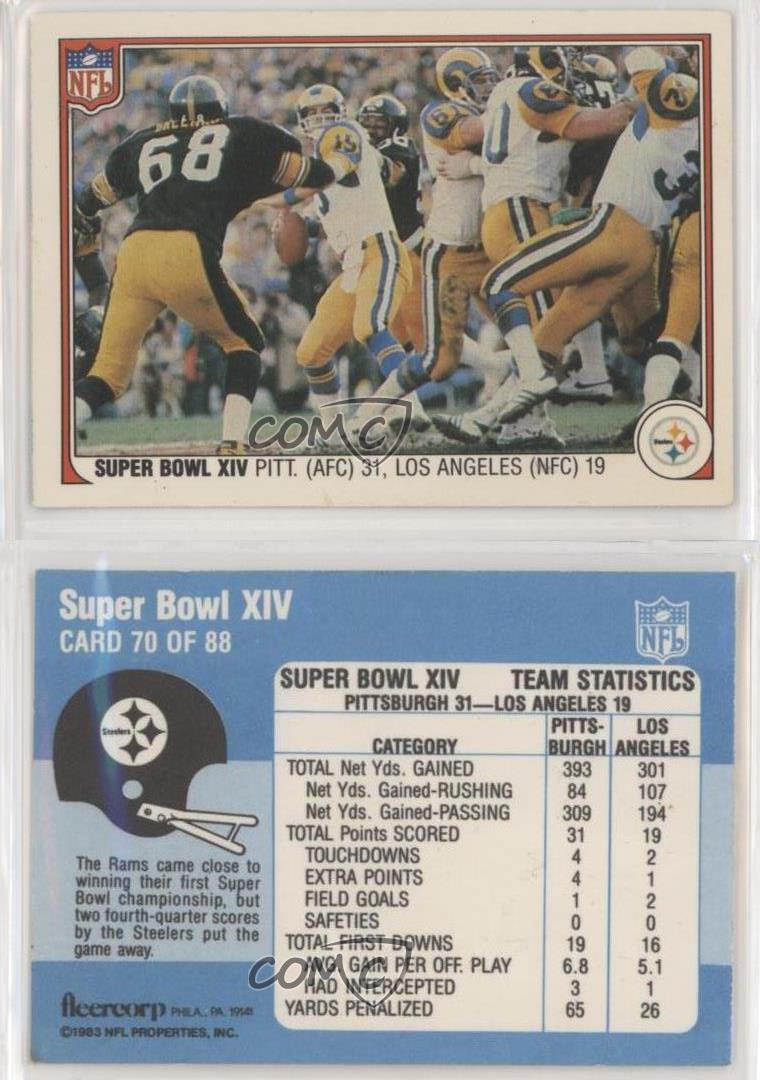 NFL
BACE.R.
68
15
SUPER BOWL XIV PITT. (AFC) 31, LOS ANGELES (NFC) 19
Steelers
COMC
Super Bowl XIV
CARD 70 OF 88
NFL
Steelers
The Rams came close to
winning their first Super
Bowl championship, but
two fourth-quarter scores
by the Steelers put the
game away.
fleercorp PHILA., PA. 19141
©1983 NFL PROPERTIES, INC.
SUPER BOWL XIV TEAM STATISTICS
PITTSBURGH 31—LOS ANGELES 19
CATEGORY PITTS-BURGH LOS ANGELES
TOTAL Net Yds. GAINED 393 301
Net Yds. Gained-RUSHING 84 107
Net Yds. Gained-PASSING 309 194
TOTAL Points SCORED 31 19
TOUCHDOWNS 4 2
EXTRA POINTS 4 1
FIELD GOALS 1 2
SAFETIES 0 0
TOTAL FIRST DOWNS 19 16
AVG. GAIN PER OFF. PLAY 6.8 5.1
HAD INTERCEPTED 3 1
YARDS PENALIZED 65 26
COMC